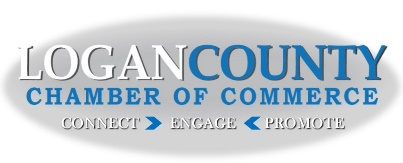 LOGANCOUNTY
CHAMBER OF COMMERCE
CONNECT ENGAGE PROMOTE